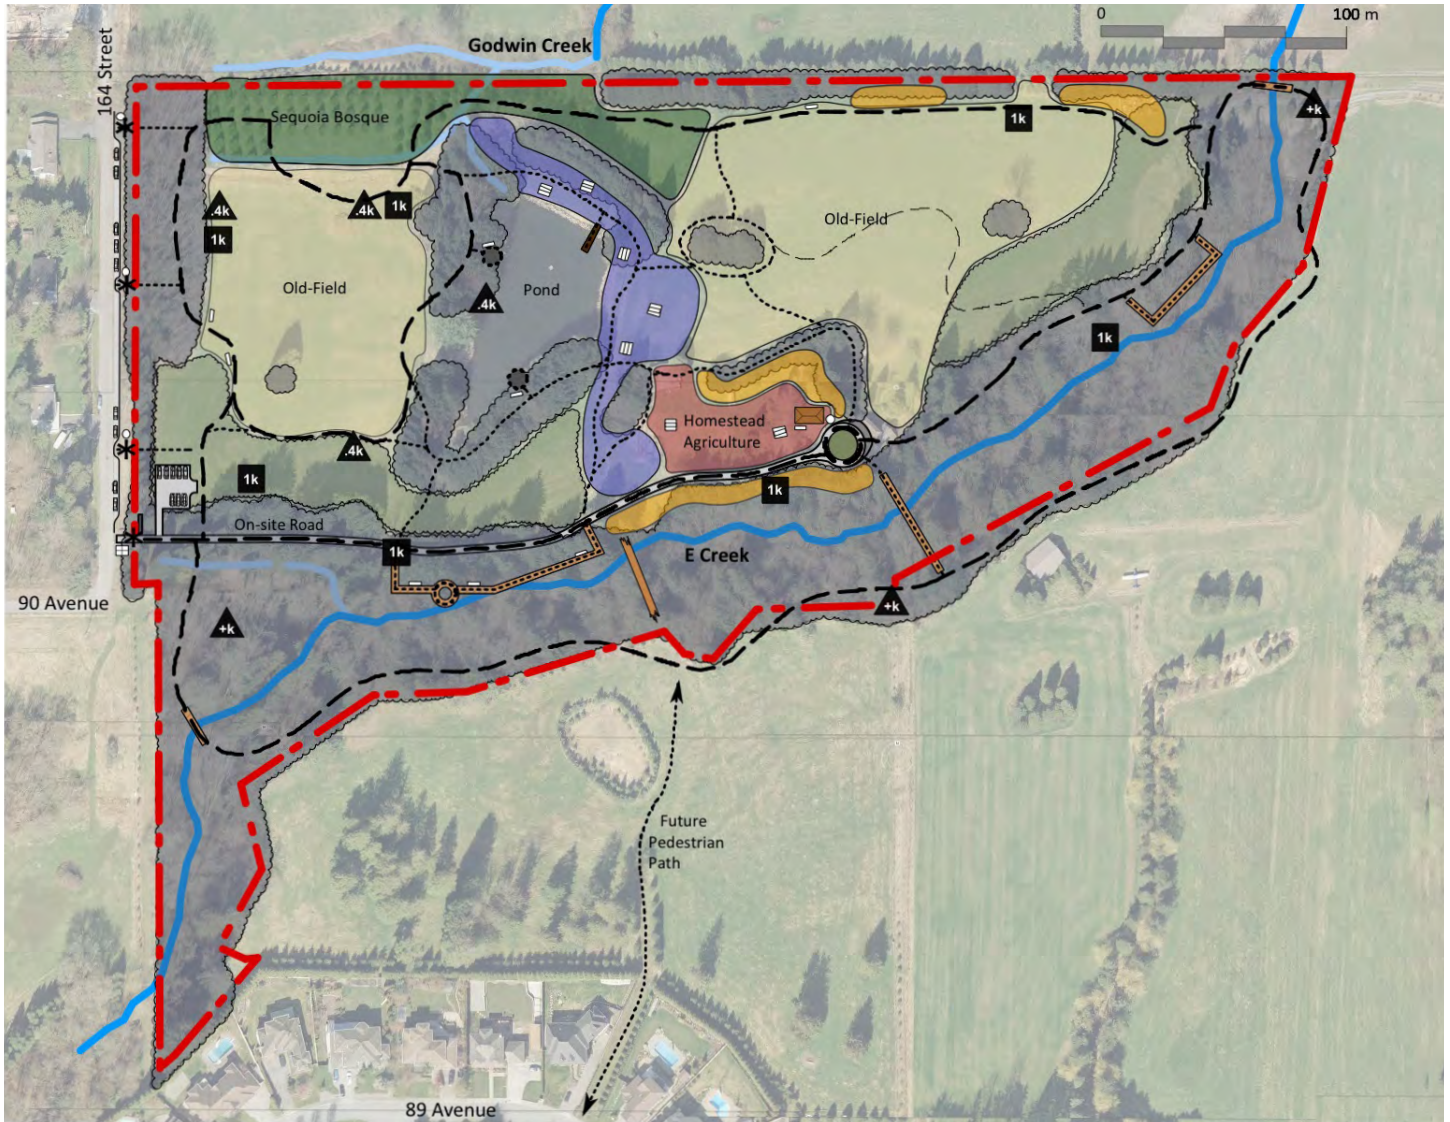 0 100 m
164 Street
Godwin Creek
Sequoia Bosque
+k
1k
.4k
.4k
1k
1k
Old-Field
Old-Field
Pond
.4k
1k
Homestead
Agriculture
.4k
1k
1k
On-site Road
1k
E Creek
90 Avenue
+k
+k
Future
Pedestrian
Path
89 Avenue